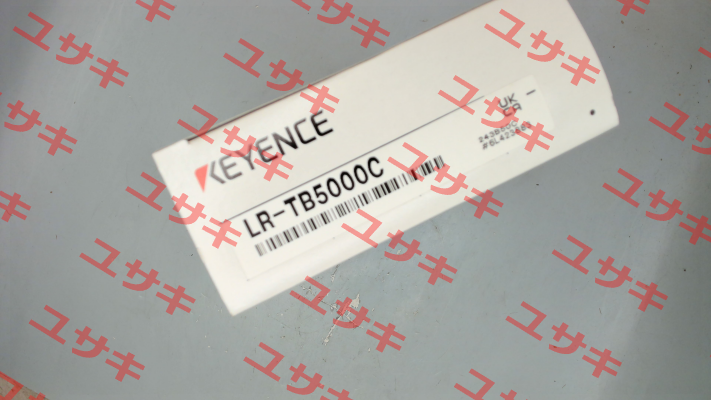 KEYENCE
LR-TB5000C
UK
CA
ユサキ